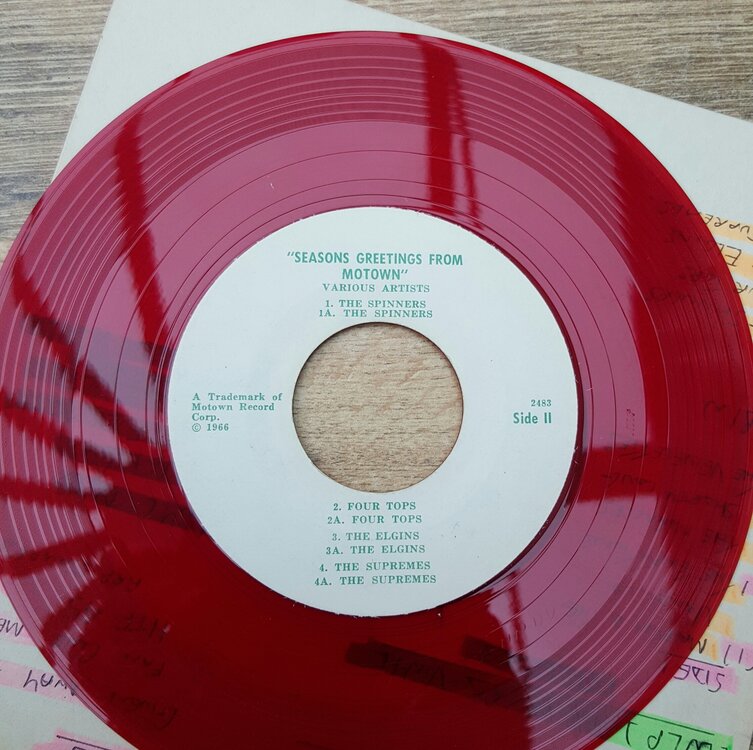 "SEASONS GREETINGS FROM
MOTOWN"
VARIOUS ARTISTS
1. THE SPINNERS
1A. THE SPINNERS
A Trademark of
Motown Record
Corp.
© 1966
2483
Side II
2. FOUR TOPS
2A. FOUR TOPS
3. THE ELGINS
3A. THE ELGINS
4. THE SUPREMES
4A. THE SUPREMES
SIDE